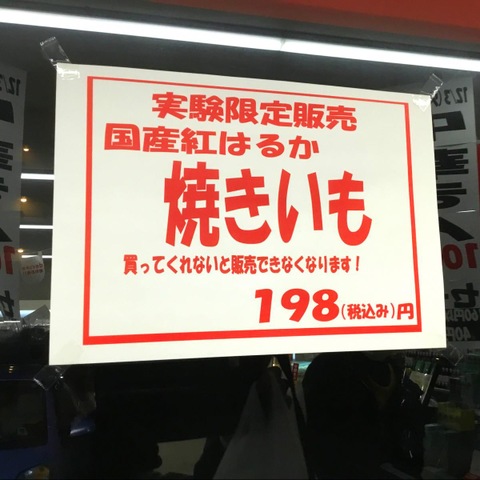 実験限定販売
国産紅はるか
焼きいも
買ってくれないと販売できなくなります!
198(税込み)円